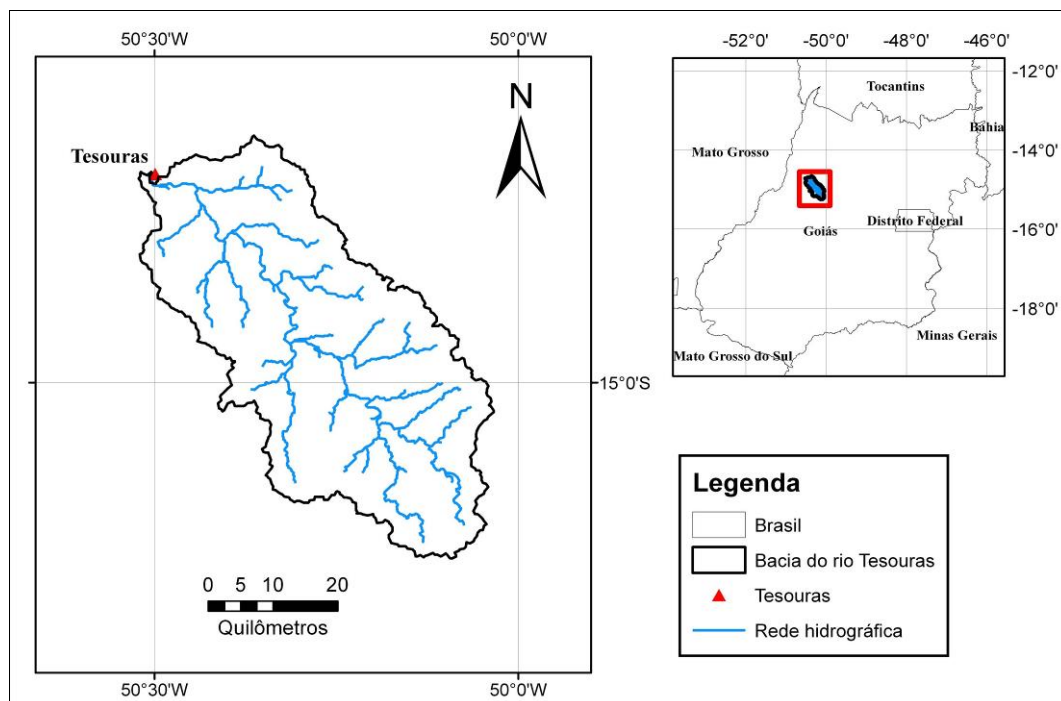 50°30'W 50°0'W
N
Tesouras
15°0'S
0 5 10 20
Quilômetros
50°30'W 50°0'W
-52°0' -50°0' -48°0' -46°0'
-12°0'
Tocantins
Bahia
Mato Grosso
-14°0'
Distrito Federal
Goiás
-16°0'
-18°0'
Minas Gerais
Mato Grosso do Sul
Legenda
Brasil
Bacia do rio Tesouras
Tesouras
Rede hidrográfica